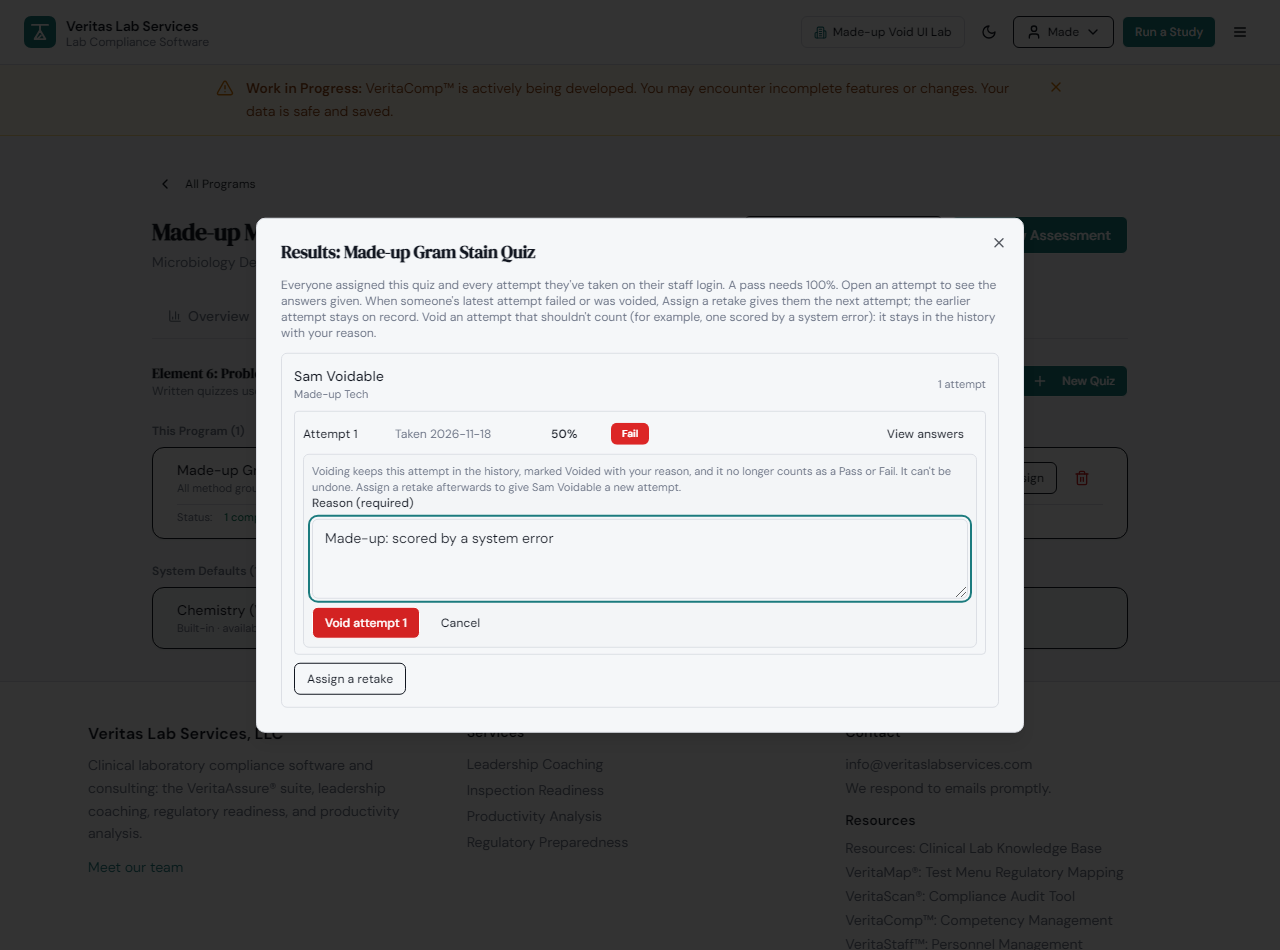 Veritas Lab Services
Lab Compliance Software
Made-up Void UI Lab
Made
Run a Study
Work in Progress: VeritaComp™ is actively being developed. You may encounter incomplete features or changes. Your
data is safe and saved.
All Programs
Made-up M
Assessment
Microbiology De
Overview
Results: Made-up Gram Stain Quiz
Everyone assigned this quiz and every attempt they've taken on their staff login. A pass needs 100%. Open an attempt to see the
answers given. When someone's latest attempt failed or was voided, Assign a retake gives them the next attempt; the earlier
attempt stays on record. Void an attempt that shouldn't count (for example, one scored by a system error): it stays in the history
with your reason.
Sam Voidable
Made-up Tech
1 attempt
Attempt 1
Taken 2026-11-18
50%
Fail
View answers
Voiding keeps this attempt in the history, marked Voided with your reason, and it no longer counts as a Pass or Fail. It can't be
undone. Assign a retake afterwards to give Sam Voidable a new attempt.
Reason (required)
Made-up: scored by a system error
Void attempt 1
Cancel
Assign a retake
Element 6: Probl
Written quizzes us
New Quiz
This Program (1)
Made-up Gr
All method grou
Status: 1 comp
ign
System Defaults (
Chemistry (
Built-in · availab
Veritas Lab Services, LLC
Clinical laboratory compliance software and
consulting: the VeritaAssure® suite, leadership
coaching, regulatory readiness, and productivity
analysis.
Meet our team
Services
Leadership Coaching
Inspection Readiness
Productivity Analysis
Regulatory Preparedness
Contact
info@veritaslabservices.com
We respond to emails promptly.
Resources
Resources: Clinical Lab Knowledge Base
VeritaMap®: Test Menu Regulatory Mapping
VeritaScan®: Compliance Audit Tool
VeritaComp™: Competency Management
VeritaStaff™: Personnel Management